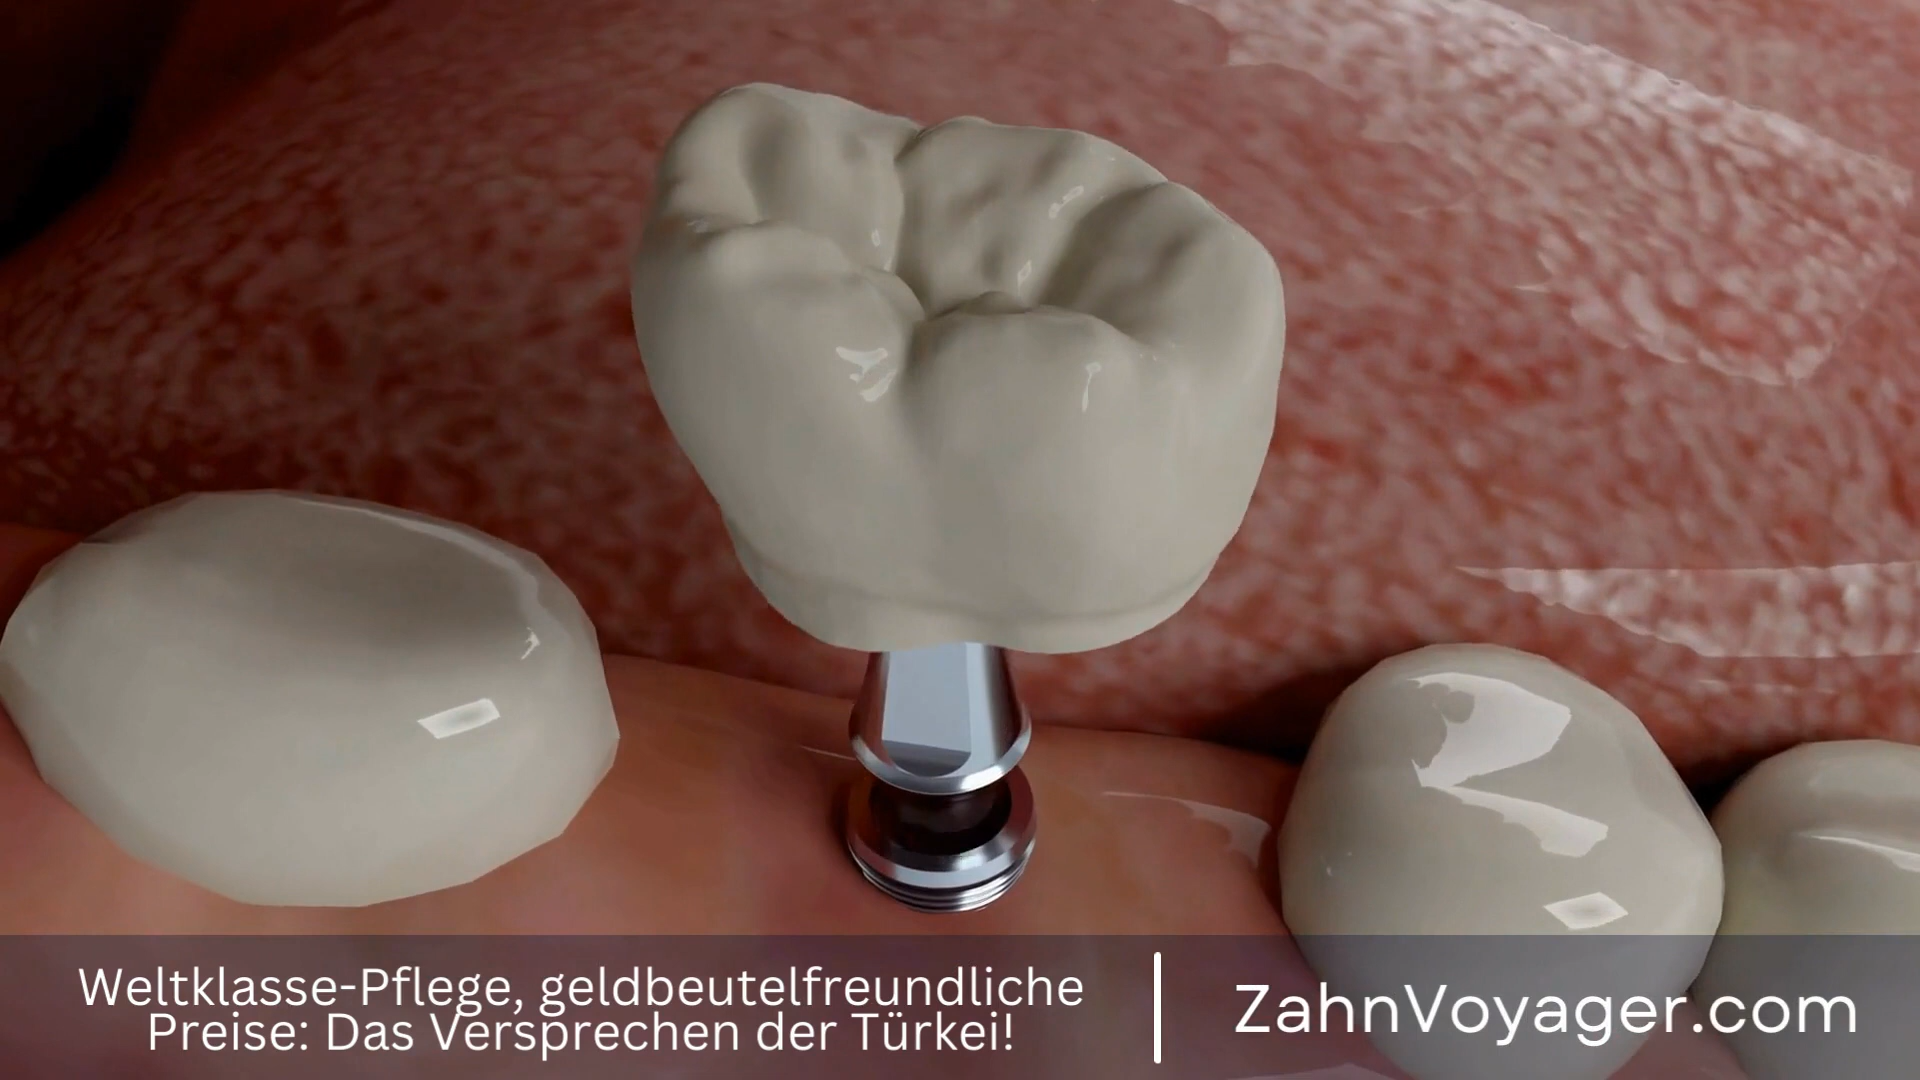 Weltklasse-Pflege, geldbeutelfreundliche
Preise: Das Versprechen der Türkei!
ZahnVoyager.com